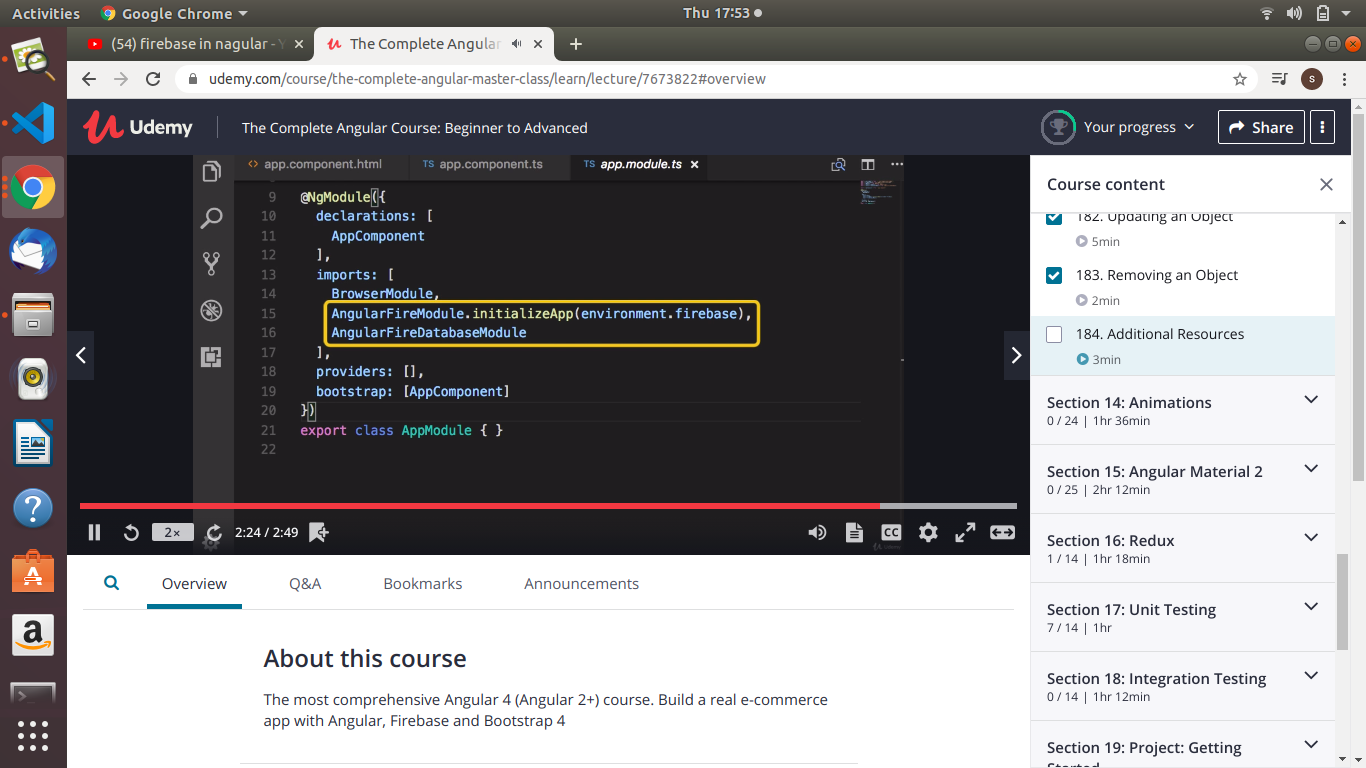 Activities
Google Chrome
Thu 17:53
(54) firebase in nagular - Y
The Complete Angular
udemy.com/course/the-complete-angular-master-class/learn/lecture/7673822#overview
S
Udemy
The Complete Angular Course: Beginner to Advanced
Your progress
Share
app.component.html
TS app.component.ts
TS app.module.ts
9 @NgModule({
10 declarations: [
11 AppComponent
12 ],
13 imports: [
14 BrowserModule,
15 AngularFireModule.initializeApp(environment.firebase),
16 AngularFireDatabaseModule
17 ],
18 providers: [],
19 bootstrap: [AppComponent]
20 })
21 export class AppModule { }
22
2x
2:24 / 2:49
CC
Course content
182. Updating an Object
5min
183. Removing an Object
2min
184. Additional Resources
3min
Section 14: Animations
0 / 24 | 1hr 36min
Section 15: Angular Material 2
0 / 25 | 2hr 12min
Section 16: Redux
1 / 14 | 1hr 18min
Section 17: Unit Testing
7 / 14 | 1hr
Section 18: Integration Testing
0 / 14 | 1hr 12min
Section 19: Project: Getting
Started
Overview
Q&A
Bookmarks
Announcements
About this course
The most comprehensive Angular 4 (Angular 2+) course. Build a real e-commerce
app with Angular, Firebase and Bootstrap 4